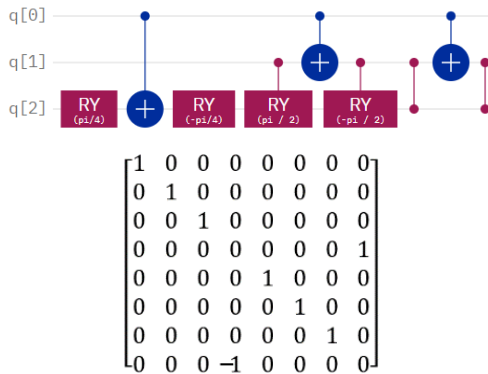 q[0]
q[1]
q[2] RY (pi/4) + RY (-pi/4) RY (pi / 2) + RY (-pi / 2) +
1 0 0 0 0 0 0 0
0 1 0 0 0 0 0 0
0 0 1 0 0 0 0 0
0 0 0 0 0 0 0 1
0 0 0 0 1 0 0 0
0 0 0 0 0 1 0 0
0 0 0 0 0 0 1 0
0 0 0 −1 0 0 0 0